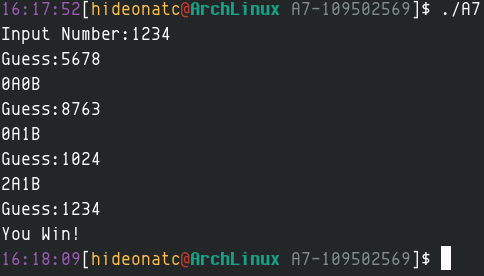 16:17:52[hideonatc@ArchLinux A7-109502569]$ ./A7
Input Number:1234
Guess:5678
0A0B
Guess:8763
0A1B
Guess:1024
2A1B
Guess:1234
You Win!
16:18:09[hideonatc@ArchLinux A7-109502569]$